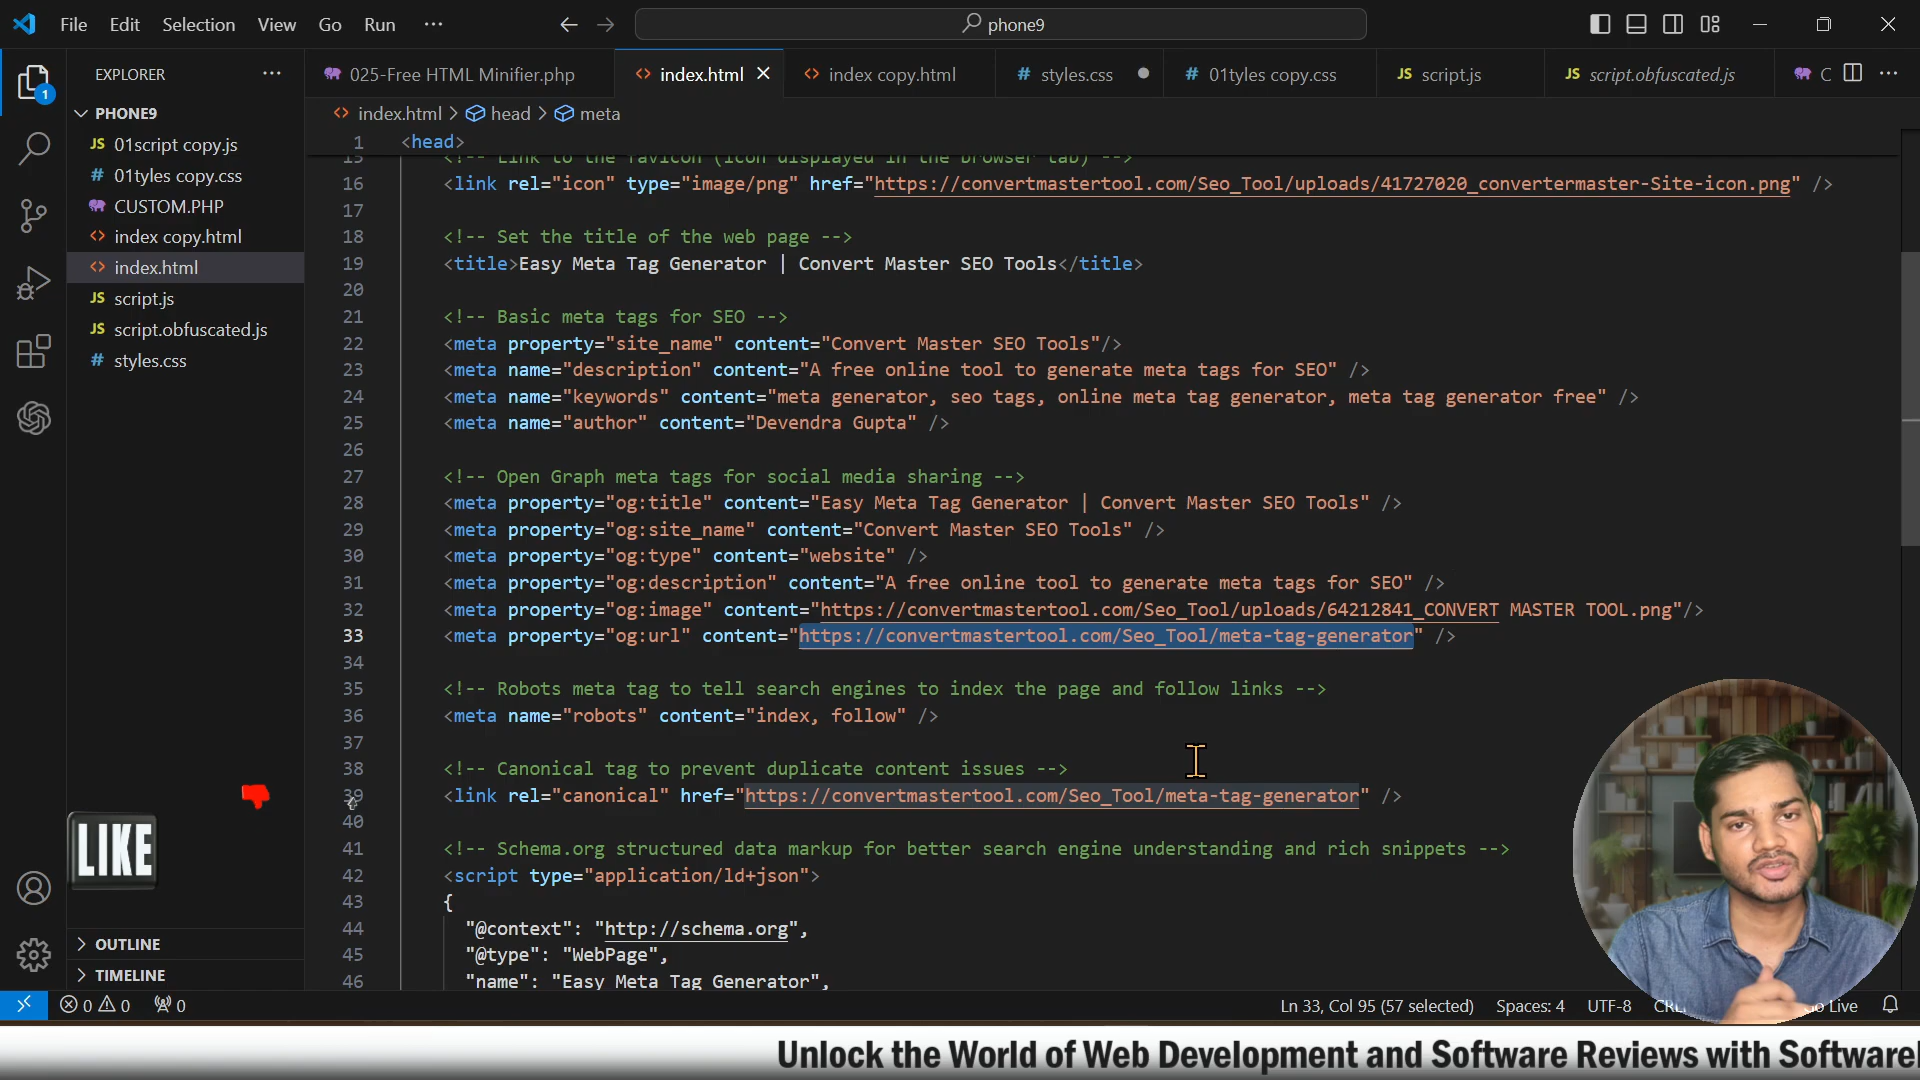 File Edit Selection View Go Run ···
phone9
EXPLORER ···
025-Free HTML Minifier.php
index.html
index copy.html
styles.css
01tyles copy.css
script.js
script.obfuscated.js
C
1
PHONE9
01script copy.js
01tyles copy.css
CUSTOM.PHP
index copy.html
index.html
script.js
script.obfuscated.js
styles.css
LIKE
OUTLINE
TIMELINE
index.html > head > meta
1 <head>
15 <!-- Link to the favicon (icon displayed in the browser tab) -->
16 <link rel="icon" type="image/png" href="https://convertmastertool.com/Seo_Tool/uploads/41727020_convertermaster-Site-icon.png" />
17
18 <!-- Set the title of the web page -->
19 <title>Easy Meta Tag Generator | Convert Master SEO Tools</title>
20
21 <!-- Basic meta tags for SEO -->
22 <meta property="site_name" content="Convert Master SEO Tools"/>
23 <meta name="description" content="A free online tool to generate meta tags for SEO" />
24 <meta name="keywords" content="meta generator, seo tags, online meta tag generator, meta tag generator free" />
25 <meta name="author" content="Devendra Gupta" />
26
27 <!-- Open Graph meta tags for social media sharing -->
28 <meta property="og:title" content="Easy Meta Tag Generator | Convert Master SEO Tools" />
29 <meta property="og:site_name" content="Convert Master SEO Tools" />
30 <meta property="og:type" content="website" />
31 <meta property="og:description" content="A free online tool to generate meta tags for SEO" />
32 <meta property="og:image" content="https://convertmastertool.com/Seo_Tool/uploads/64212841_CONVERT MASTER TOOL.png"/>
33 <meta property="og:url" content="https://convertmastertool.com/Seo_Tool/meta-tag-generator" />
34
35 <!-- Robots meta tag to tell search engines to index the page and follow links -->
36 <meta name="robots" content="index, follow" />
37
38 <!-- Canonical tag to prevent duplicate content issues -->
39 <link rel="canonical" href="https://convertmastertool.com/Seo_Tool/meta-tag-generator" />
40
41 <!-- Schema.org structured data markup for better search engine understanding and rich snippets -->
42 <script type="application/ld+json">
43 {
44 "@context": "http://schema.org",
45 "@type": "WebPage",
46 "name": "Easy Meta Tag Generator",
0 0 0
Ln 33, Col 95 (57 selected) Spaces: 4 UTF-8 Live
Unlock the World of Web Development and Software Reviews with Software